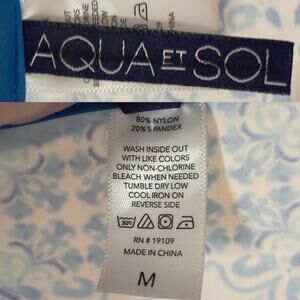 AQUA ET SOL
80% NYLON
20% SPANDEX
WASH INSIDE OUT
WITH LIKE COLORS
ONLY NON-CHLORINE
BLEACH WHEN NEEDED
TUMBLE DRY LOW
COOL IRON ON
REVERSE SIDE
30°
RN # 19109
MADE IN CHINA
M